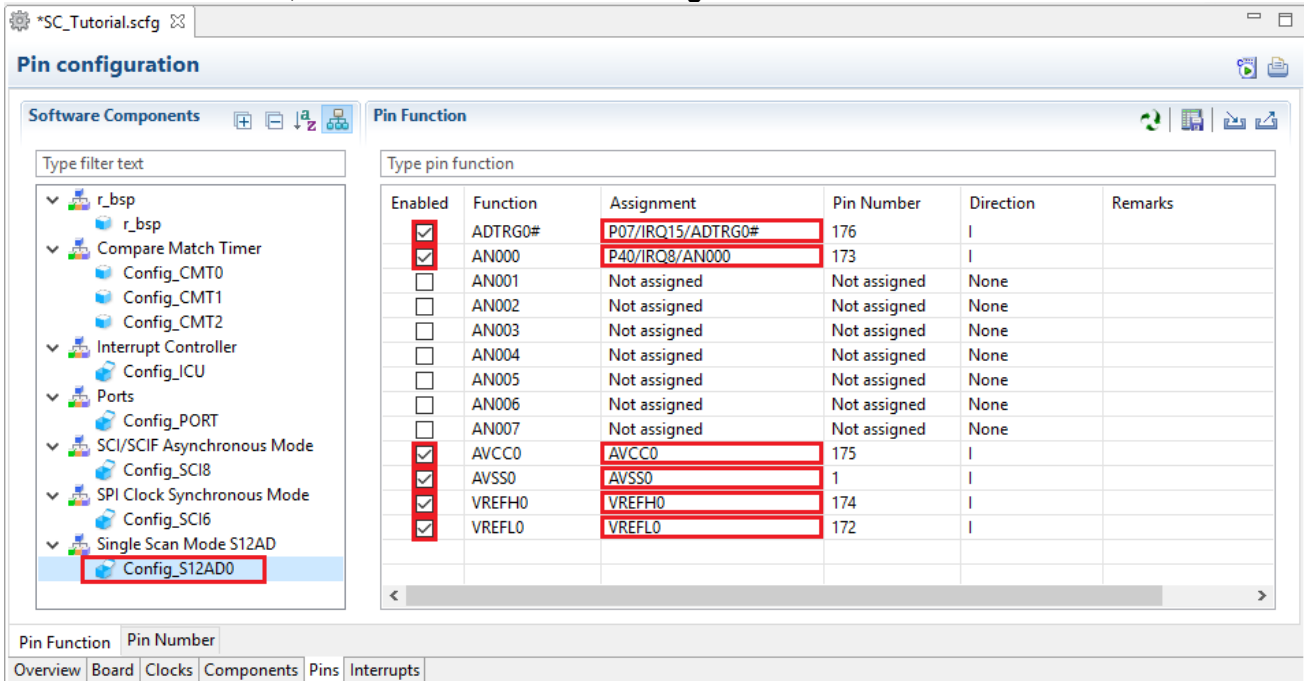 *SC_Tutorial.scfg
Pin configuration
Software Components
Type filter text
r_bsp
r_bsp
Compare Match Timer
Config_CMT0
Config_CMT1
Config_CMT2
Interrupt Controller
Config_ICU
Ports
Config_PORT
SCI/SCIF Asynchronous Mode
Config_SCI8
SPI Clock Synchronous Mode
Config_SCI6
Single Scan Mode S12AD
Config_S12AD0
Pin Function
Type pin function
Enabled Function Assignment Pin Number Direction Remarks
ADTRG0# P07/IRQ15/ADTRG0# 176 I
AN000 P40/IRQ8/AN000 173 I
AN001 Not assigned Not assigned None
AN002 Not assigned Not assigned None
AN003 Not assigned Not assigned None
AN004 Not assigned Not assigned None
AN005 Not assigned Not assigned None
AN006 Not assigned Not assigned None
AN007 Not assigned Not assigned None
AVCC0 AVCC0 175 I
AVSS0 AVSS0 1 I
VREFH0 VREFH0 174 I
VREFL0 VREFL0 172 I
Pin Function Pin Number
Overview Board Clocks Components Pins Interrupts